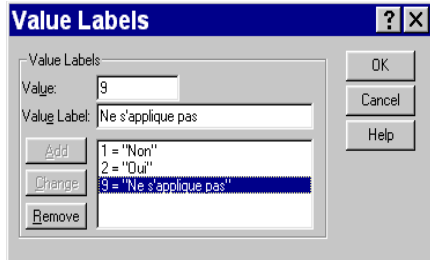 Value Labels
? X
Value Labels
Value: 9
Value Label: Ne s'applique pas
Add
Change
Remove
1 = "Non"
2 = "Oui"
9 = "Ne s'applique pas"
OK
Cancel
Help